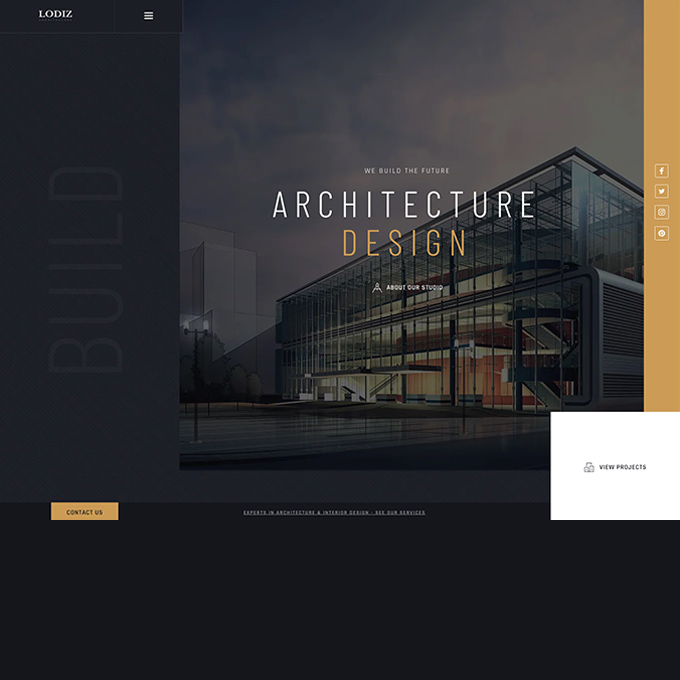 LODIZ
WE BUILD THE FUTURE
ARCHITECTURE
DESIGN
ABOUT OUR STUDIO
BUILD
VIEW PROJECTS
CONTACT US
EXPERTS IN ARCHITECTURE & INTERIOR DESIGN - SEE OUR SERVICES